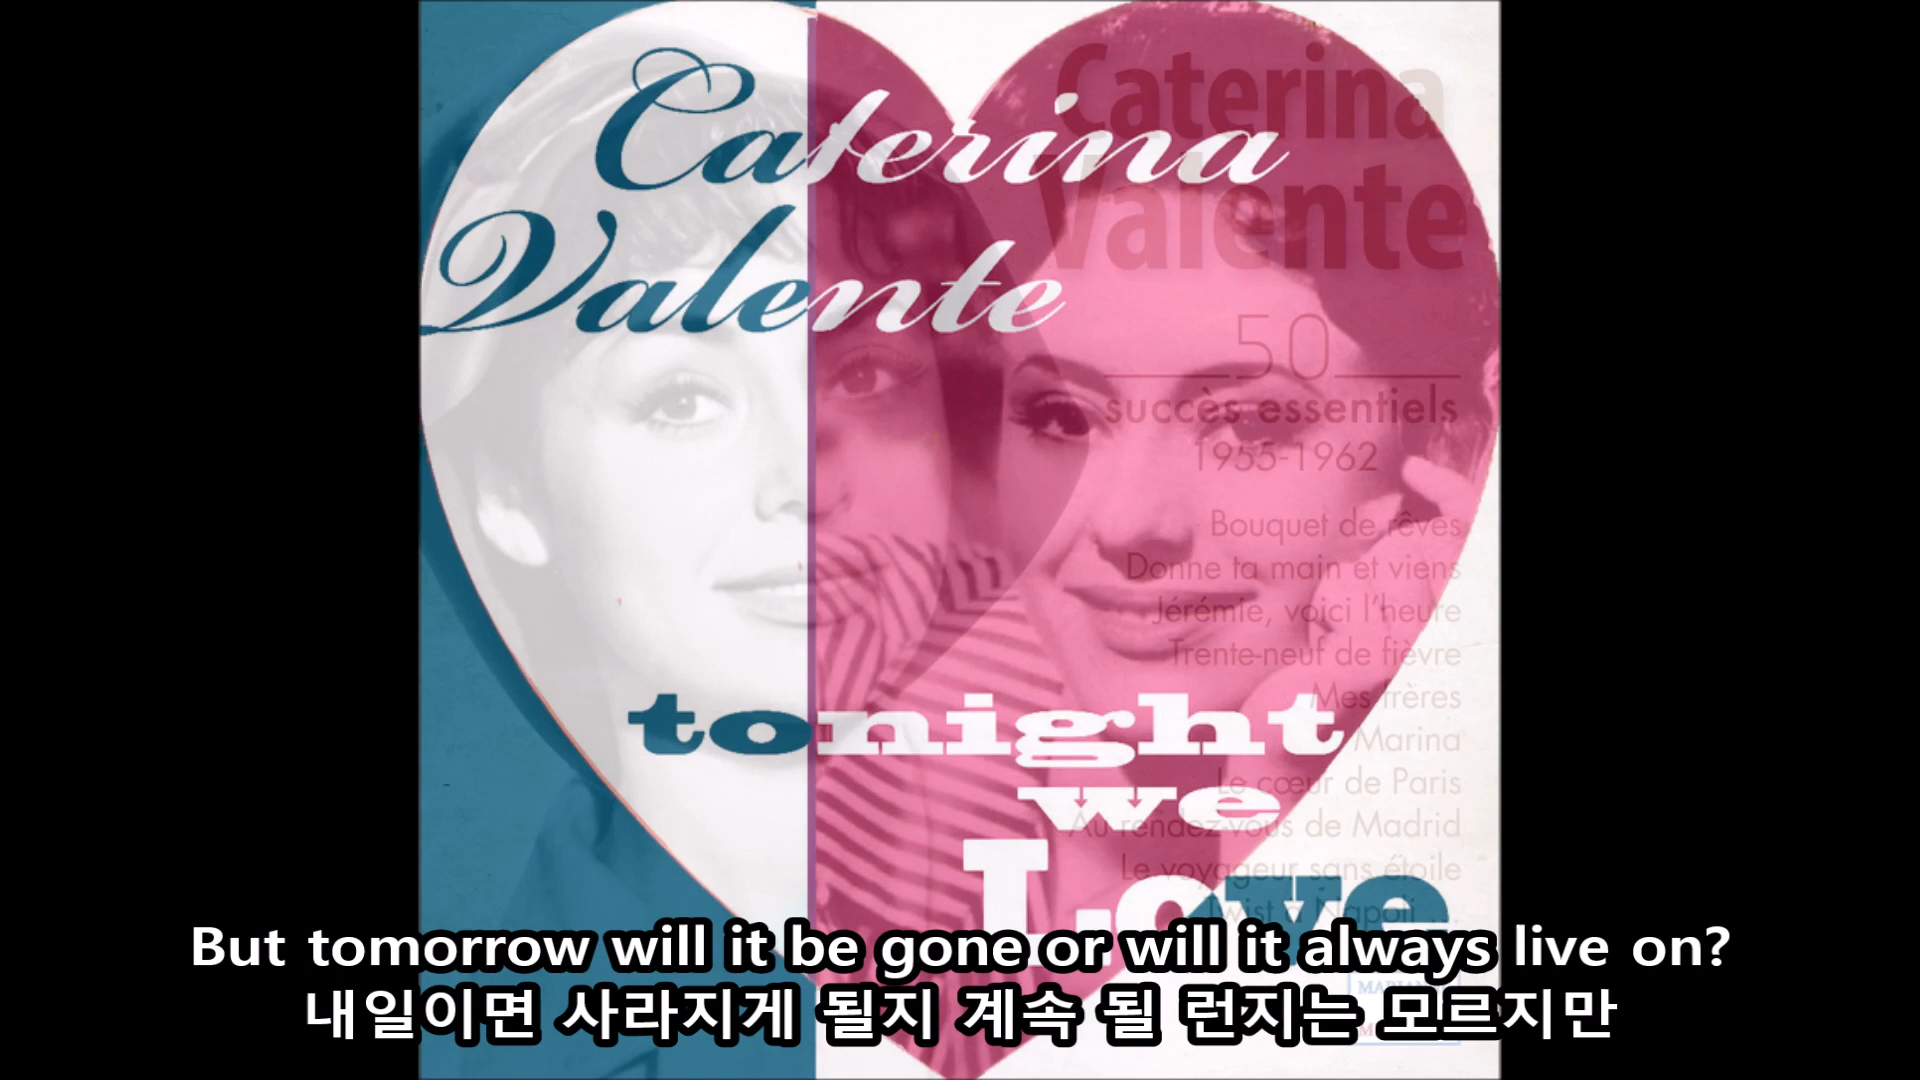 Caterina
Valente
Caterina
Valente
50
succès essentiels
1955-1962
Bouquet de rêves
Donne ta main et viens
Jérémie, voici l'heure
Trente-neuf de fièvre
Mes frères
Marina
Le cœur de Paris
Au rendez-vous de Madrid
Le voyageur sans étoile
Twist à Napoli ...
tonight
we
Love
But tomorrow will it be gone or will it always live on?
내일이면 사라지게 될지 계속 될 런지는 모르지만